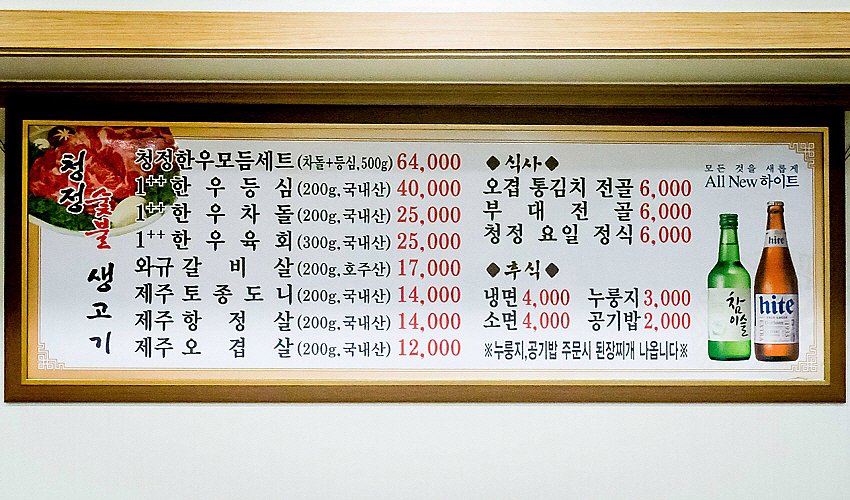 청정 숯불 생고기
청정한우모듬세트(차돌+등심,500g) 64,000
1++한우등심(200g,국내산) 40,000
1++한우차돌(200g,국내산) 25,000
1++한우육회(300g,국내산) 25,000
와규갈비살(200g,호주산) 17,000
제주토종도니(200g,국내산) 14,000
제주항정살(200g,국내산) 14,000
제주오겹살(200g,국내산) 12,000
◆식사◆
오겹 통김치 전골 6,000
부대전골 6,000
청정 요일 정식 6,000
◆후식◆
냉면 4,000 누룽지 3,000
소면 4,000 공기밥 2,000
※누룽지,공기밥 주문시 된장찌개 나옵니다※
모든 것을 새롭게
All New 하이트
참이슬
hite
hite